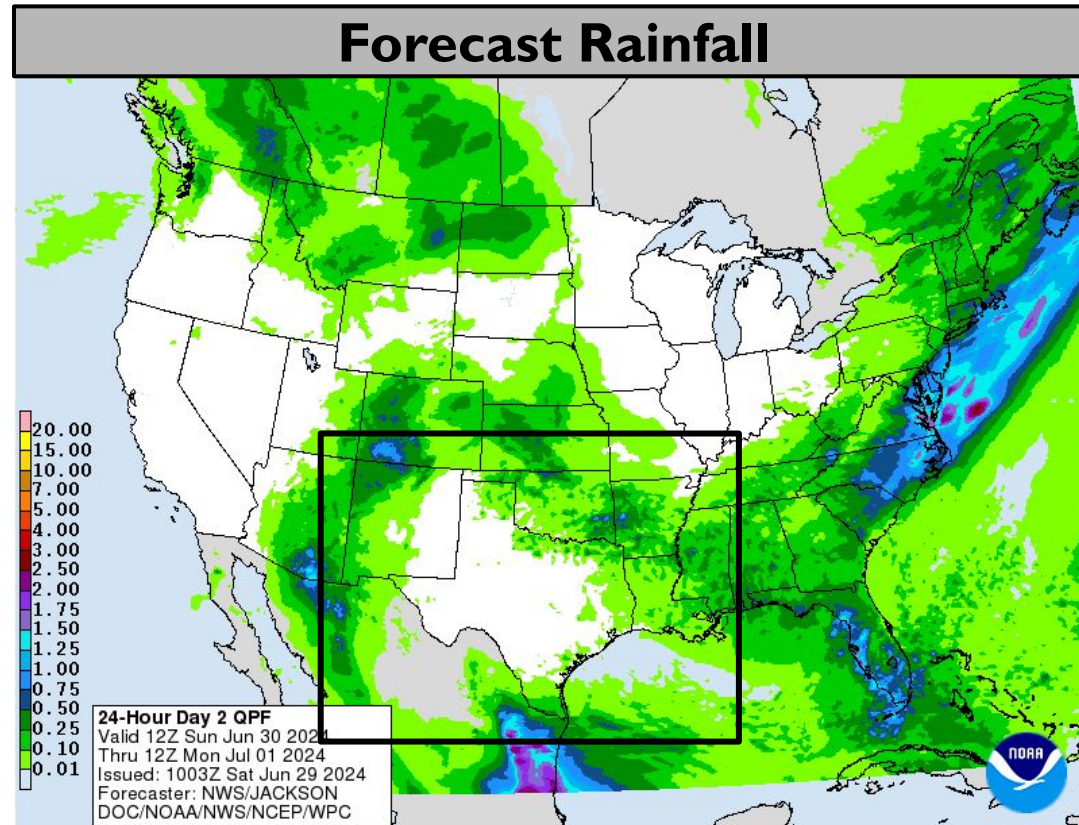 Forecast Rainfall
20.00
15.00
10.00
7.00
5.00
4.00
3.00
2.50
2.00
1.75
1.50
1.25
1.00
0.75
0.50
0.25
0.10
0.01
24-Hour Day 2 QPF
Valid 12Z Sun Jun 30 2024
Thru 12Z Mon Jul 01 2024
Issued: 1003Z Sat Jun 29 2024
Forecaster: NWS/JACKSON
DOC/NOAA/NWS/NCEP/WPC
NOAA